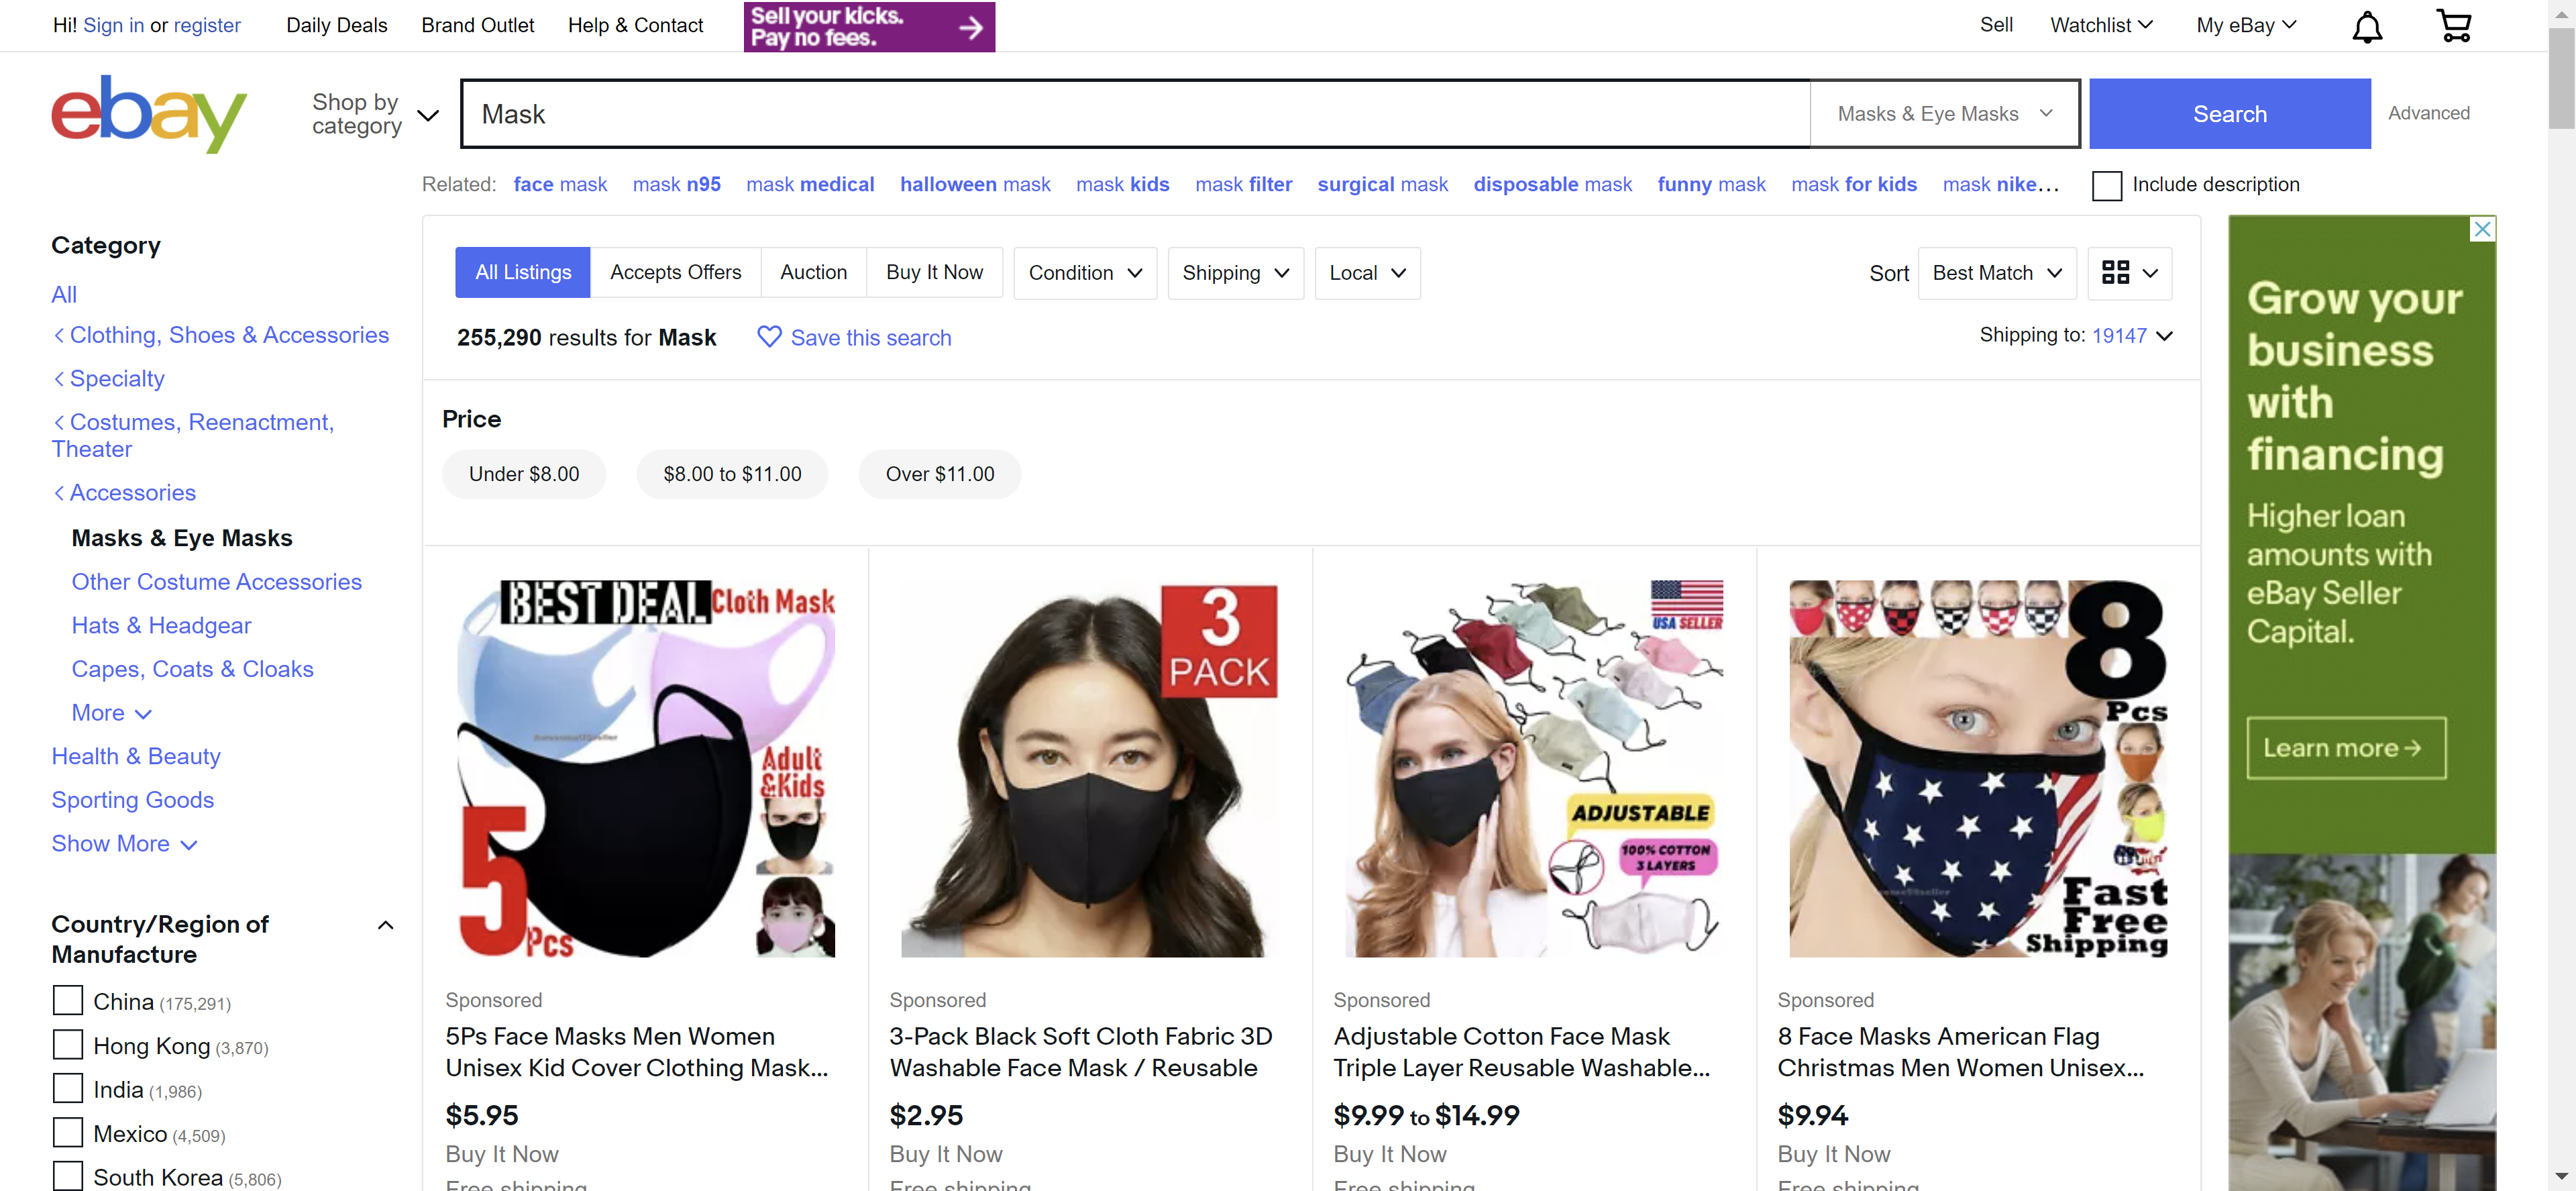 Hi! Sign in or register
Daily Deals
Brand Outlet
Help & Contact
Sell your kicks.
Pay no fees.
Sell
Watchlist
My eBay
ebay
Shop by
category
Mask
Masks & Eye Masks
Search
Advanced
Related: face mask mask n95 mask medical halloween mask mask kids mask filter surgical mask disposable mask funny mask mask for kids mask nike...
Include description
Category
All
Clothing, Shoes & Accessories
Specialty
Costumes, Reenactment,
Theater
Accessories
Masks & Eye Masks
Other Costume Accessories
Hats & Headgear
Capes, Coats & Cloaks
More
Health & Beauty
Sporting Goods
Show More
Country/Region of
Manufacture
China (175,291)
Hong Kong (3,870)
India (1,986)
Mexico (4,509)
South Korea (5,806)
All Listings
Accepts Offers
Auction
Buy It Now
Condition
Shipping
Local
Sort
Best Match
255,290 results for Mask
Save this search
Shipping to: 19147
Price
Under $8.00
$8.00 to $11.00
Over $11.00
BEST DEAL Cloth Mask
Adult
&Kids
5
Pcs
Sponsored
5Ps Face Masks Men Women
Unisex Kid Cover Clothing Mask...
$5.95
Buy It Now
Free shipping
3
PACK
Sponsored
3-Pack Black Soft Cloth Fabric 3D
Washable Face Mask / Reusable
$2.95
Buy It Now
Free shipping
USA SELLER
ADJUSTABLE
100% COTTON
3 LAYERS
Sponsored
Adjustable Cotton Face Mask
Triple Layer Reusable Washable...
$9.99 to $14.99
Buy It Now
Free shipping
8
Pcs
Fast
Free
Shipping
Sponsored
8 Face Masks American Flag
Christmas Men Women Unisex...
$9.94
Buy It Now
Free shipping
Grow your
business
with
financing
Higher loan
amounts with
eBay Seller
Capital.
Learn more